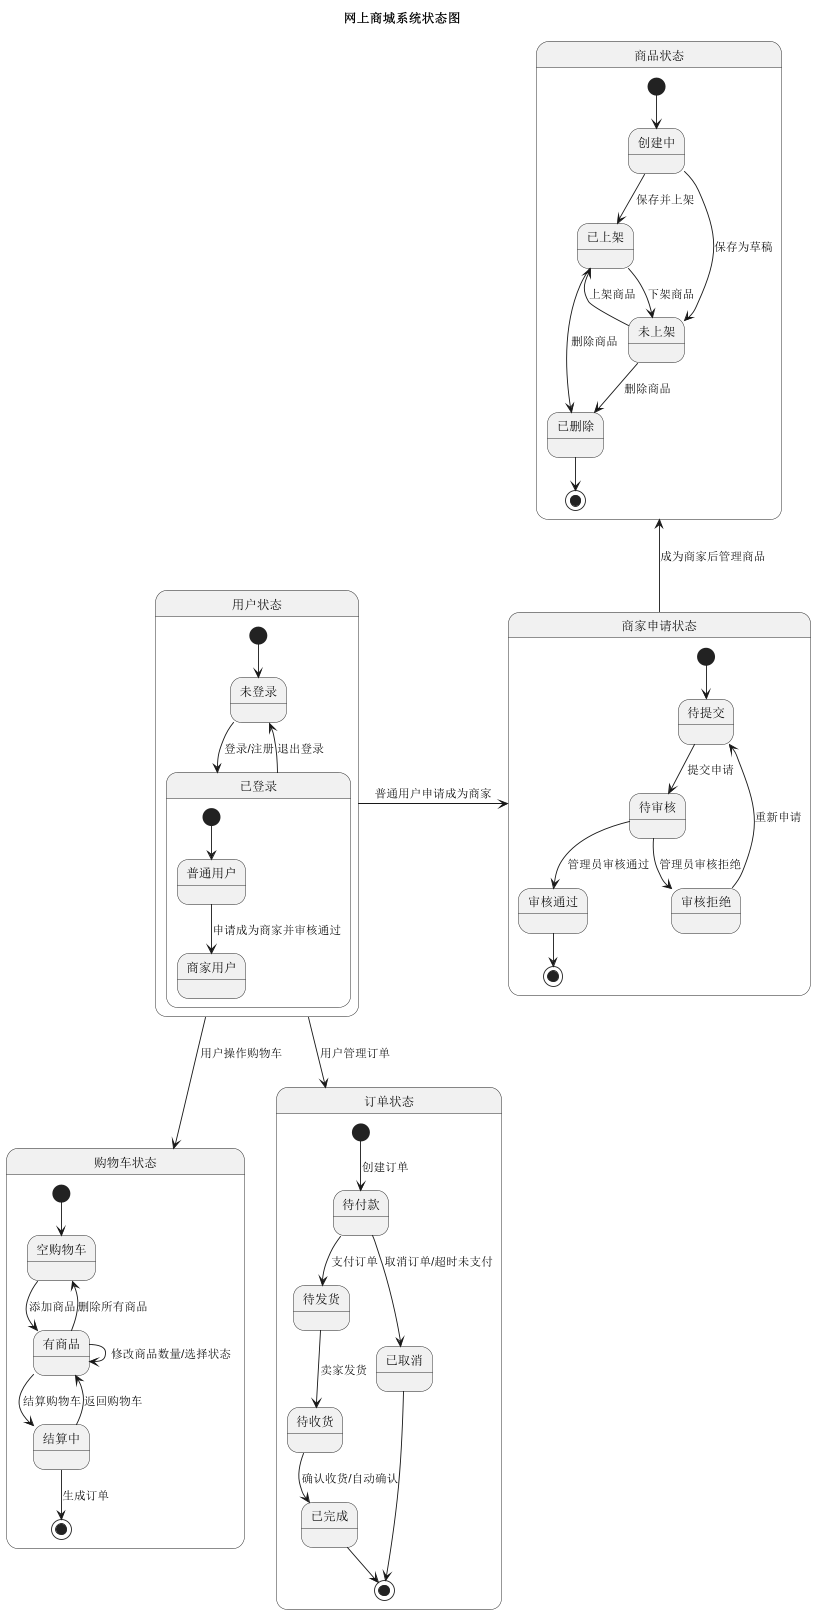 网上商城系统状态图
商品状态
创建中
保存并上架
已上架
保存为草稿
上架商品
下架商品
未上架
删除商品
删除商品
已删除
成为商家后管理商品
用户状态
未登录
登录/注册
退出登录
已登录
普通用户
申请成为商家并审核通过
商家用户
普通用户申请成为商家
商家申请状态
待提交
提交申请
待审核
重新申请
管理员审核通过
管理员审核拒绝
审核通过
审核拒绝
用户操作购物车
用户管理订单
购物车状态
空购物车
添加商品
删除所有商品
有商品
修改商品数量/选择状态
结算购物车
返回购物车
结算中
生成订单
订单状态
创建订单
待付款
支付订单
取消订单/超时未支付
待发货
已取消
卖家发货
待收货
确认收货/自动确认
已完成